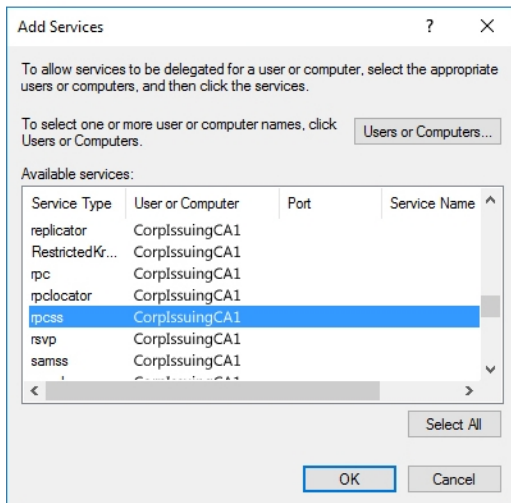 Add Services
?
To allow services to be delegated for a user or computer, select the appropriate
users or computers, and then click the services.
To select one or more user or computer names, click
Users or Computers.
Users or Computers...
Available services:
Service Type User or Computer Port Service Name
replicator CorpIssuingCA1
RestrictedKr... CorpIssuingCA1
rpc CorpIssuingCA1
rpclocator CorpIssuingCA1
rpcss CorpIssuingCA1
rsvp CorpIssuingCA1
samss CorpIssuingCA1
Select All
OK Cancel